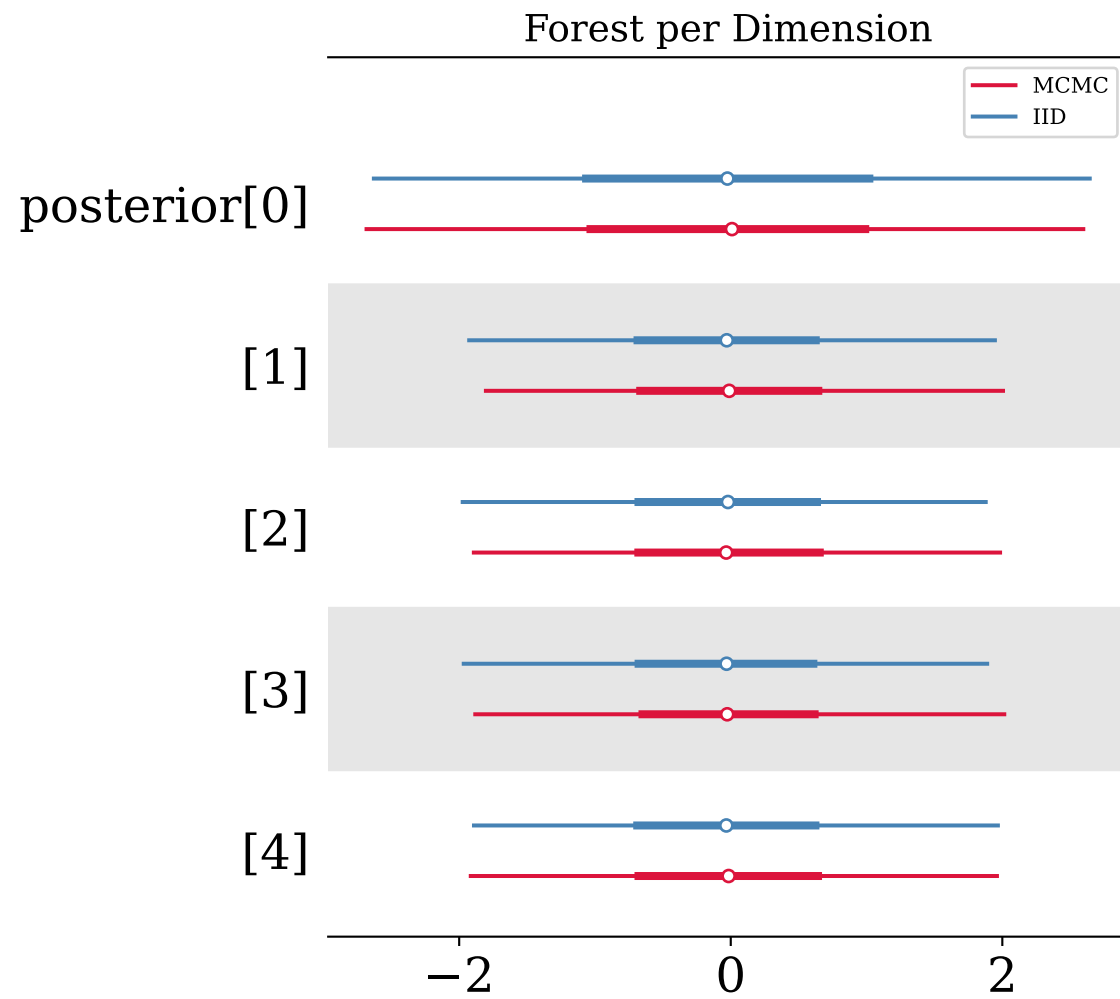 Forest per Dimension
MCMC
IID
posterior[0]
[1]
[2]
[3]
[4]
−2 0 2